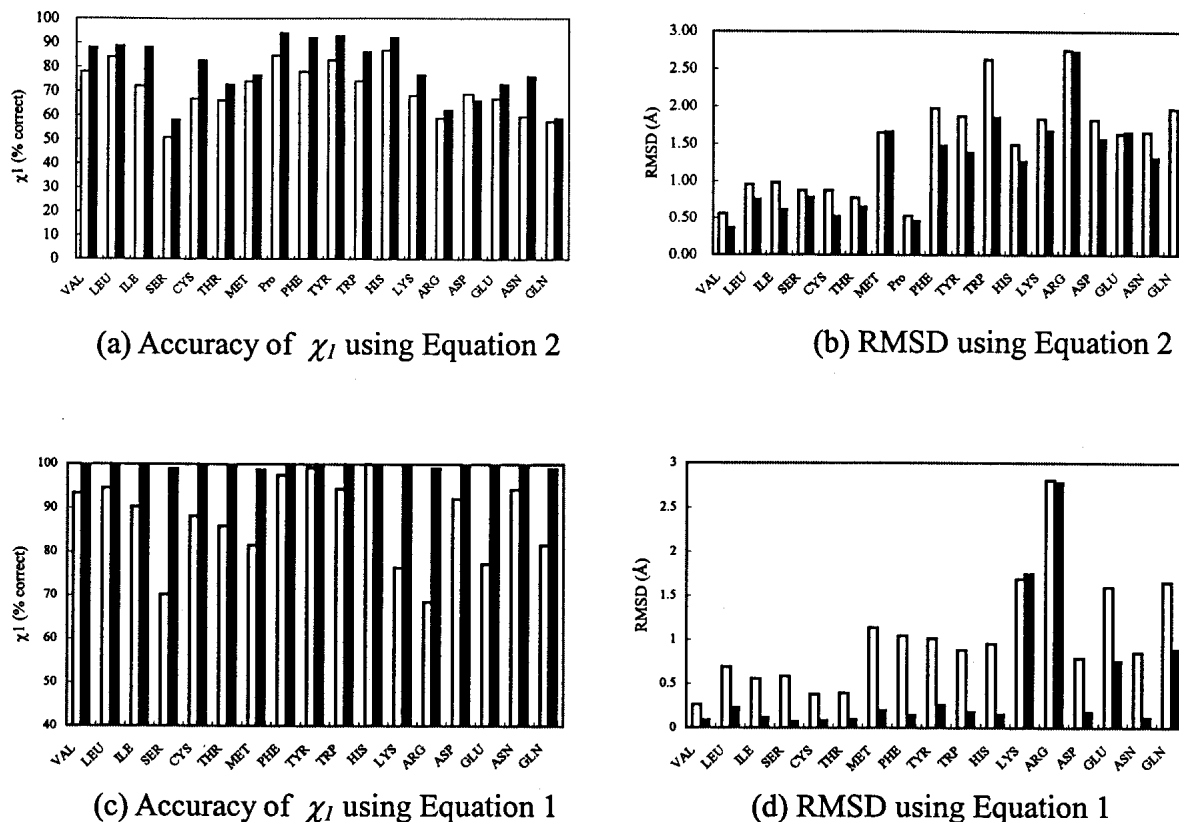 100
90
80
70
60
50
40
30
20
10
0
χ1 (% correct)
VAL LEU ILE SER CYS THR MET Pro PHE TYR TRP HIS LYS ARG ASP GLU ASN GLN
(a) Accuracy of χ1 using Equation 2
3.00
2.50
2.00
1.50
1.00
0.50
0.00
RMSD (Å)
VAL LEU ILE SER CYS THR MET Pro PHE TYR TRP HIS LYS ARG ASP GLU ASN GLN
(b) RMSD using Equation 2
100
90
80
70
60
50
40
χ1 (% correct)
VAL LEU ILE SER CYS THR MET PHE TYR TRP HIS LYS ARG ASP GLU ASN GLN
(c) Accuracy of χI using Equation 1
3
2.5
2
1.5
1
0.5
0
RMSD (Å)
VAL LEU ILE SER CYS THR MET PHE TYR TRP HIS LYS ARG ASP GLU ASN GLN
(d) RMSD using Equation 1